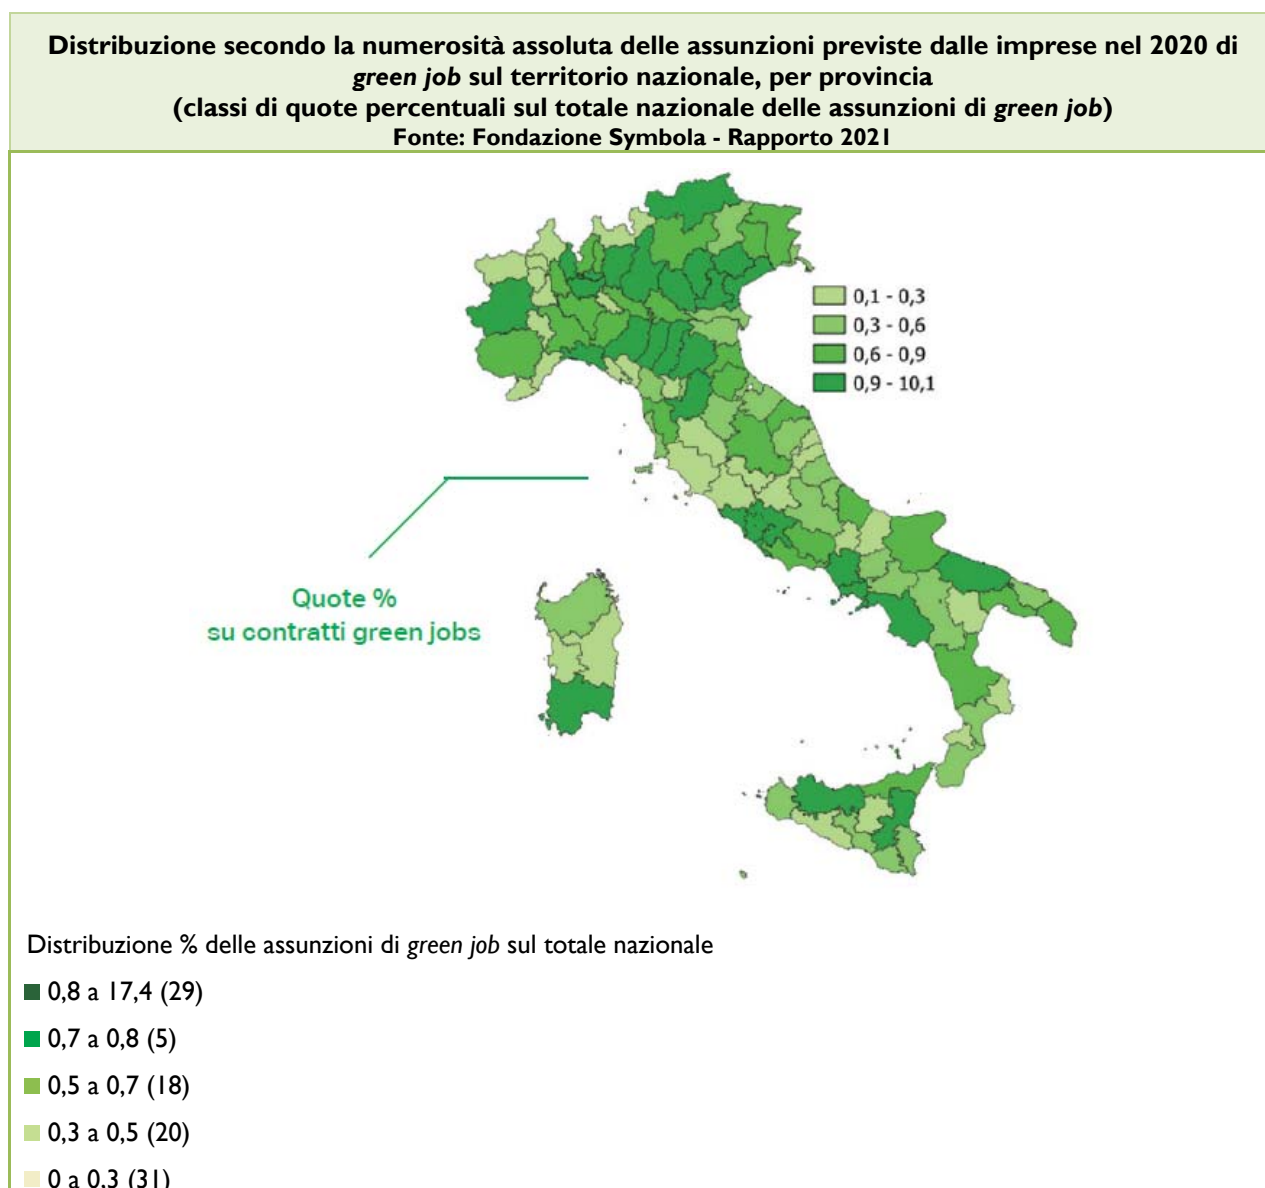 Distribuzione secondo la numerosità assoluta delle assunzioni previste dalle imprese nel 2020 di
green job sul territorio nazionale, per provincia
(classi di quote percentuali sul totale nazionale delle assunzioni di green job)
Fonte: Fondazione Symbola - Rapporto 2021
0,1 - 0,3
0,3 - 0,6
0,6 - 0,9
0,9 - 10,1
Quote %
su contratti green jobs
Distribuzione % delle assunzioni di green job sul totale nazionale
0,8 a 17,4 (29)
0,7 a 0,8 (5)
0,5 a 0,7 (18)
0,3 a 0,5 (20)
0 a 0,3 (31)